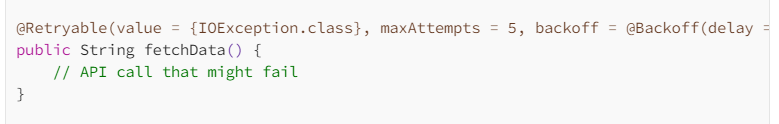 @Retryable(value = {IOException.class}, maxAttempts = 5, backoff = @Backoff(delay =
public String fetchData() {
    // API call that might fail
}